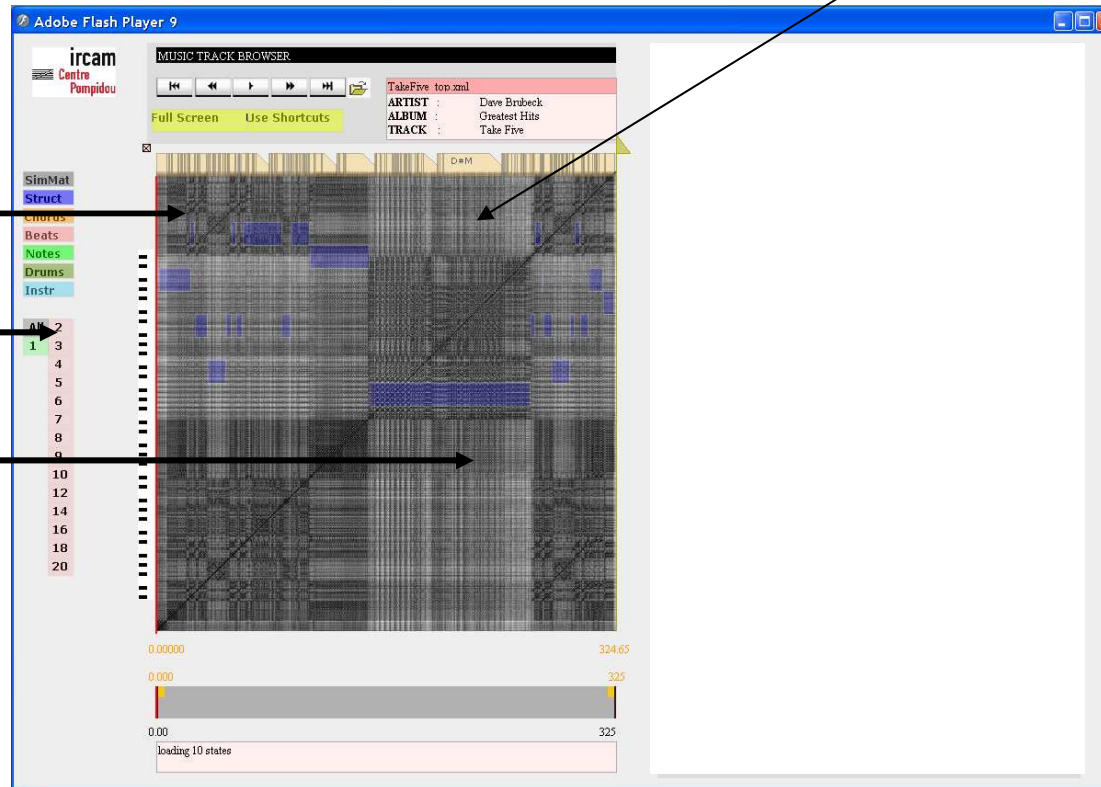 Adobe Flash Player 9
ircam
Centre
Pompidou
MUSIC TRACK BROWSER
Full Screen Use Shortcuts
TakeFive top.xml
ARTIST : Dave Brubeck
ALBUM : Greatest Hits
TRACK : Take Five
D#M
SimMat
Struct
Chorus
Beats
Notes
Drums
Instr
All 2
1 3
4
5
6
7
8
9
10
12
14
16
18
20
0.00000 324.65
0.000 325
0.00 325
loading 10 states